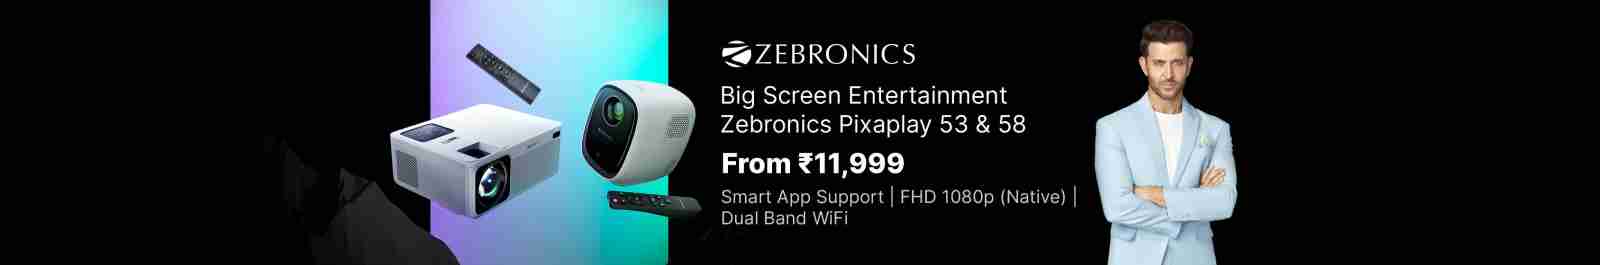 ZEBRONICS
Big Screen Entertainment
Zebronics Pixaplay 53 & 58
From ₹11,999
Smart App Support | FHD 1080p (Native) |
Dual Band WiFi